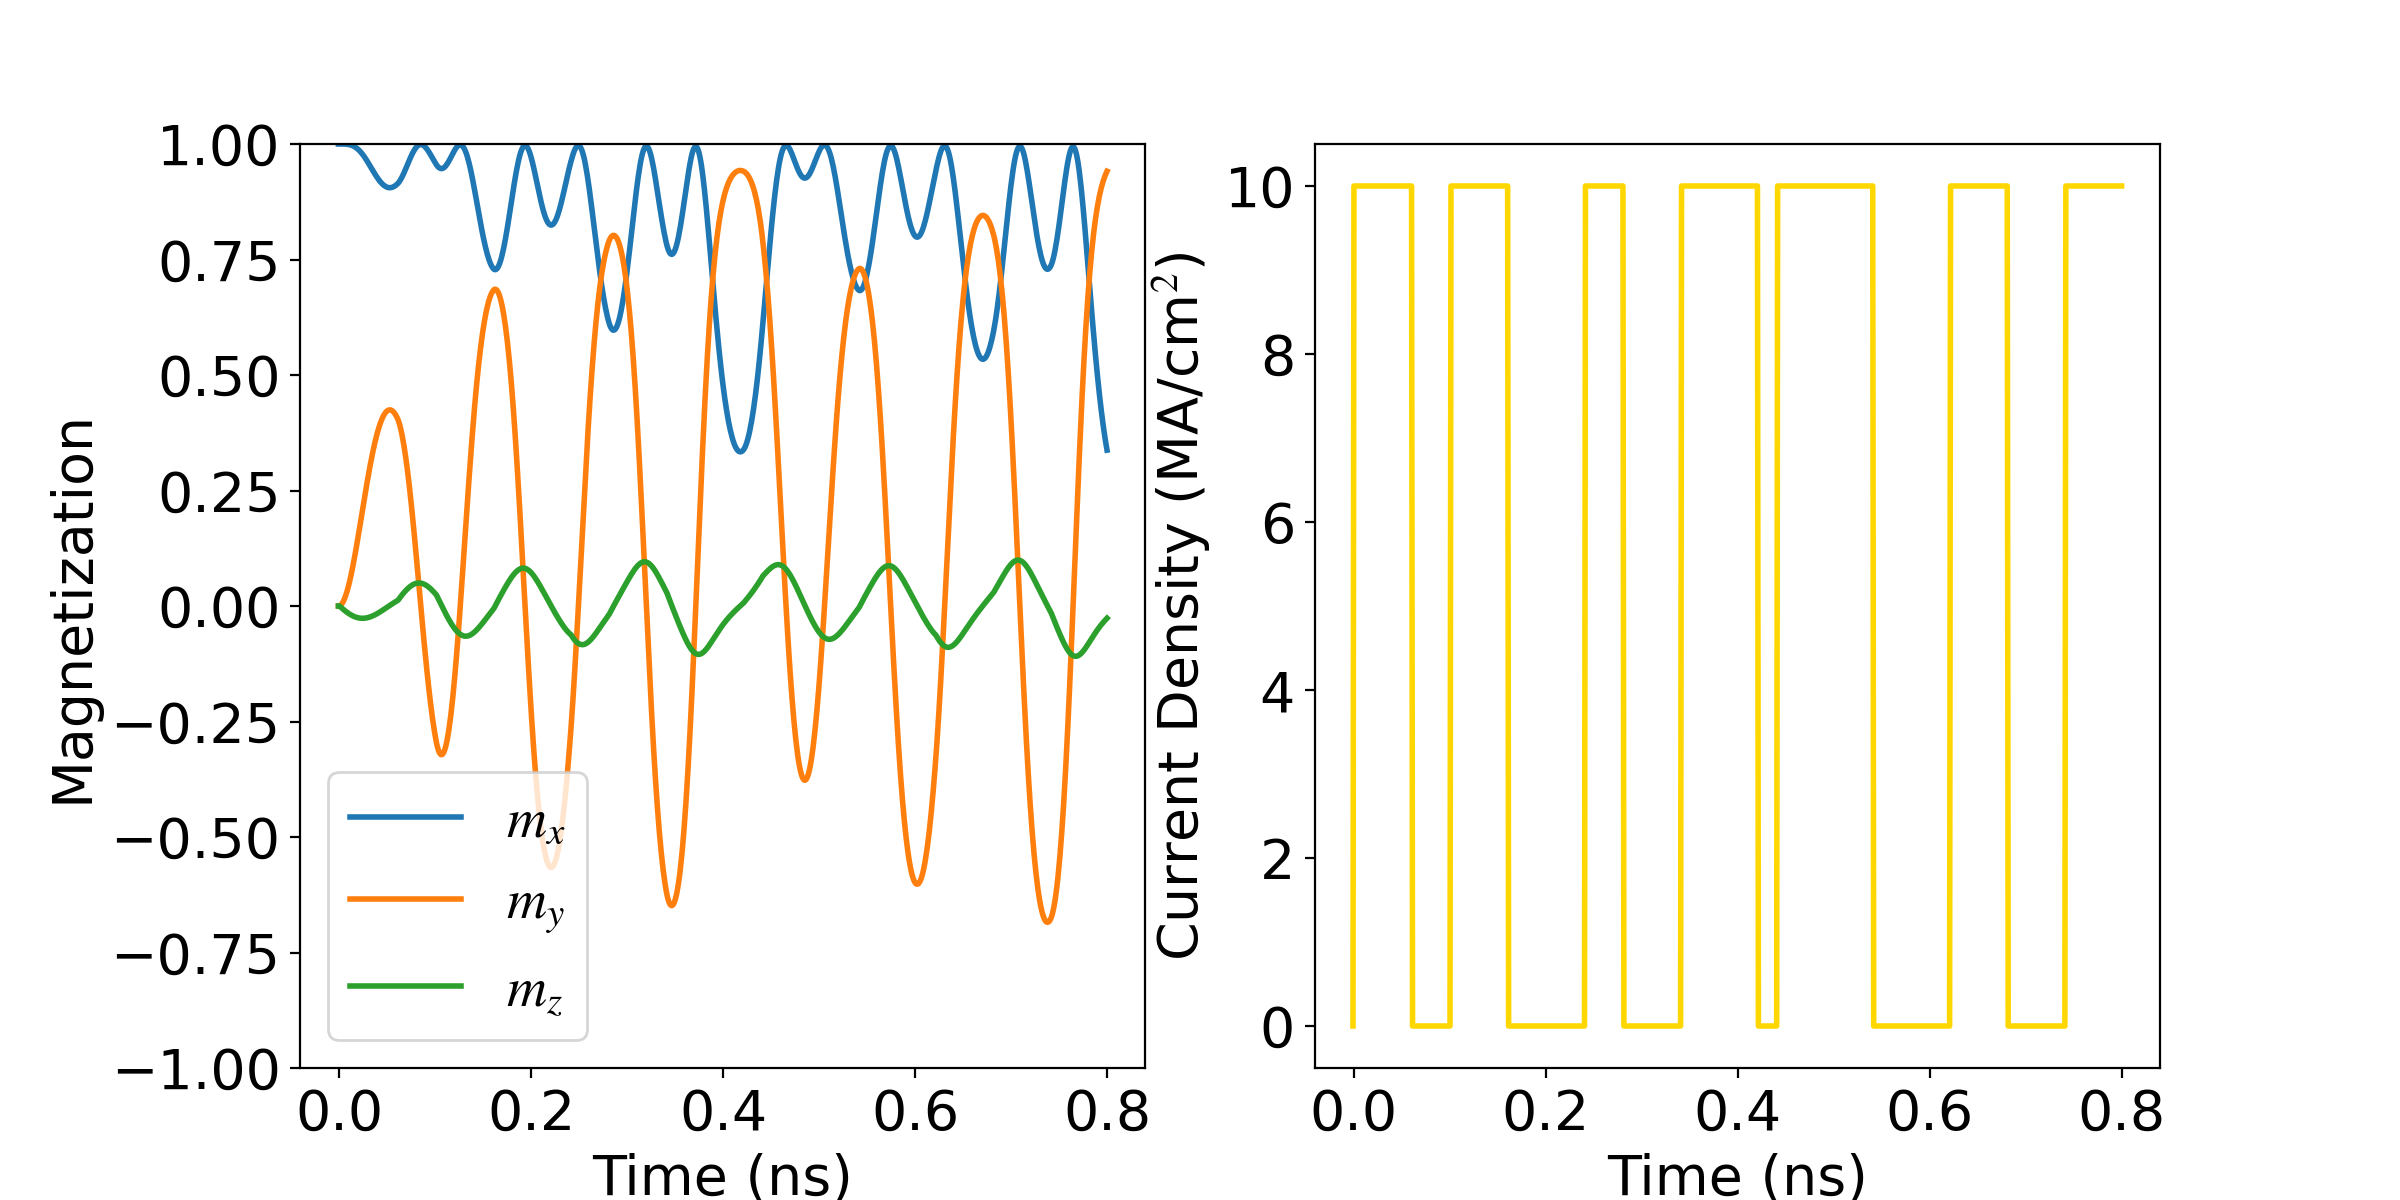 Magnetization
1.00
0.75
0.50
0.25
0.00
−0.25
−0.50
−0.75
−1.00
0.0 0.2 0.4 0.6 0.8
Time (ns)
m_x
m_y
m_z
Current Density (MA/cm²)
10
8
6
4
2
0
0.0 0.2 0.4 0.6 0.8
Time (ns)